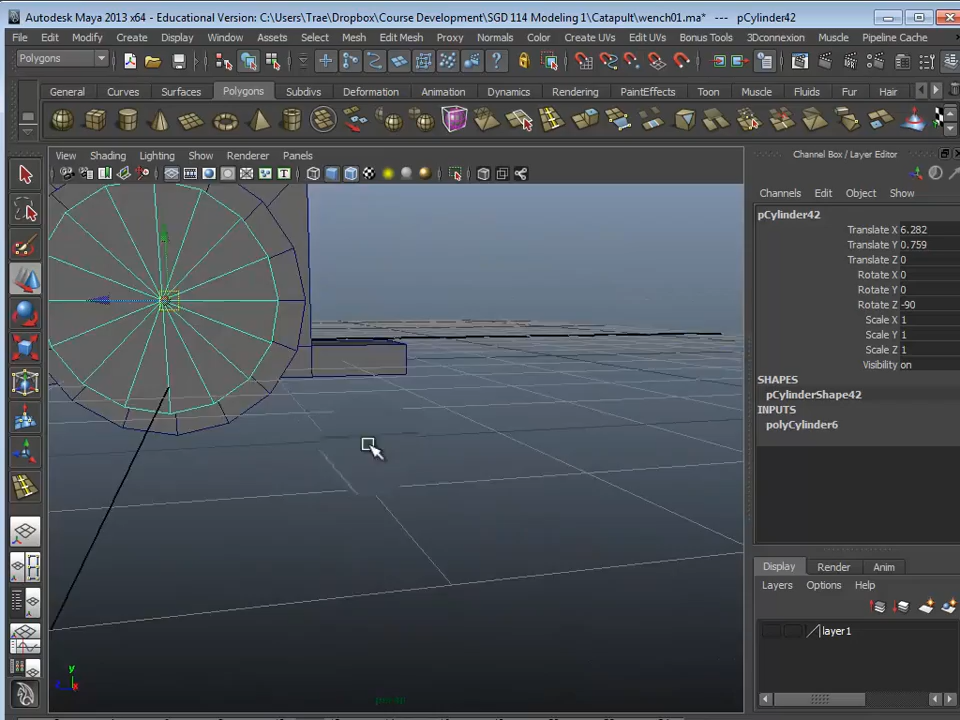 Autodesk Maya 2013 x64 - Educational Version: C:\Users\Trae\Dropbox\Course Development\SGD 114 Modeling 1\Catapult\wench01.ma* --- pCylinder42
File Edit Modify Create Display Window Assets Select Mesh Edit Mesh Proxy Normals Color Create UVs Edit UVs Bonus Tools 3Dconnexion Muscle Pipeline Cache
Polygons
General Curves Surfaces Polygons Subdivs Deformation Animation Dynamics Rendering PaintEffects Toon Muscle Fluids Fur Hair
View Shading Lighting Show Renderer Panels
Channel Box / Layer Editor
Channels Edit Object Show
pCylinder42
Translate X 6.282
Translate Y 0.759
Translate Z 0
Rotate X 0
Rotate Y 0
Rotate Z -90
Scale X 1
Scale Y 1
Scale Z 1
Visibility on
SHAPES
pCylinderShape42
INPUTS
polyCylinder6
Display Render Anim
Layers Options Help
layer1
y
z x
persp